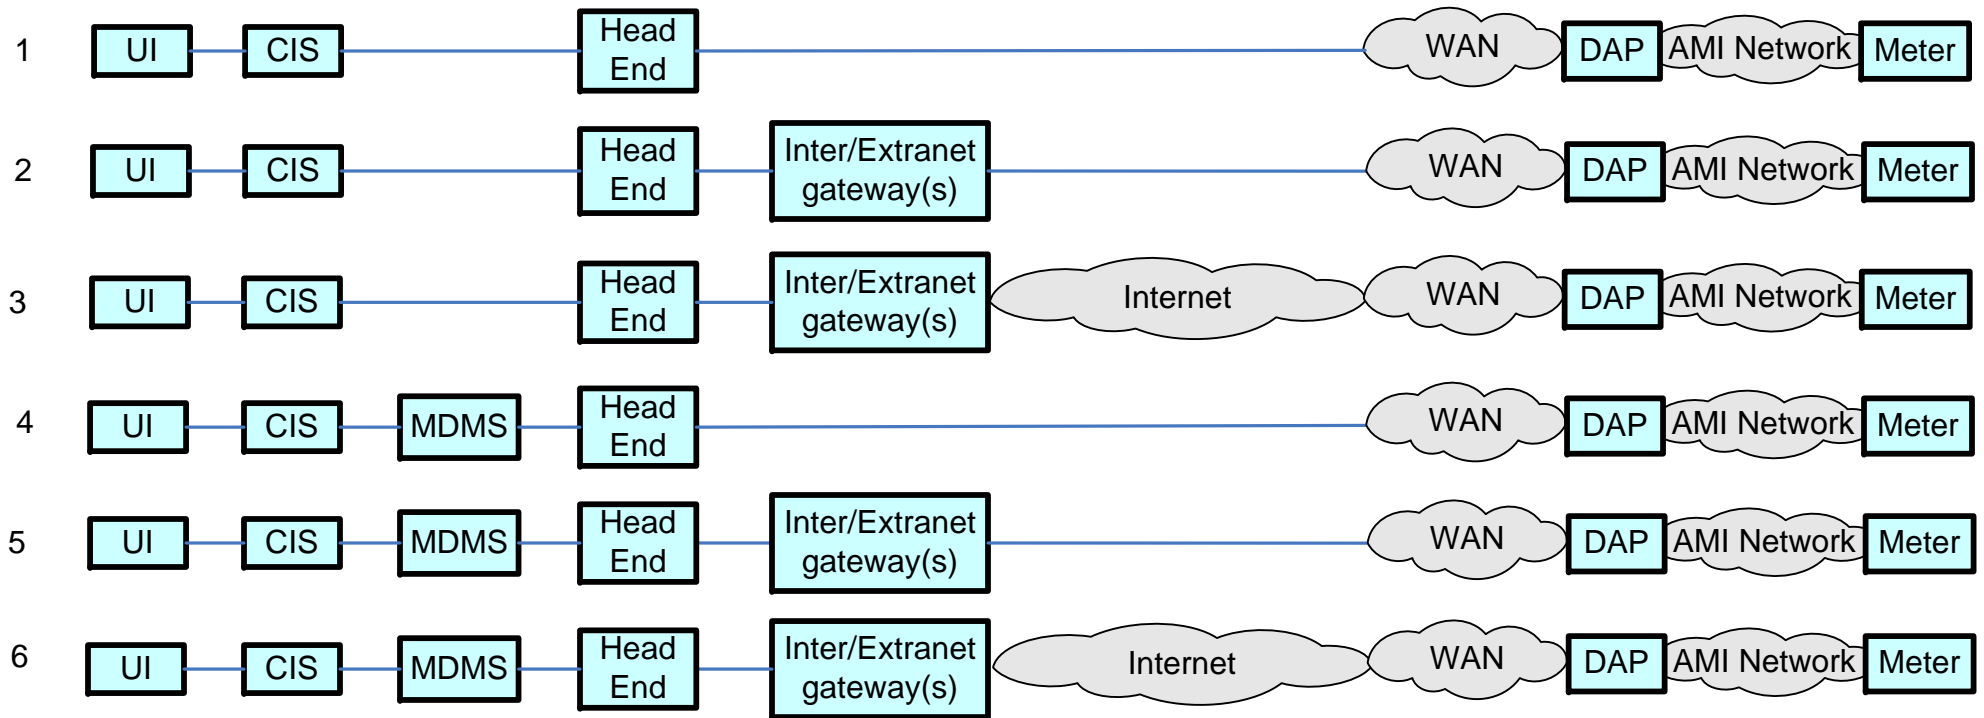 1 UI CIS Head End WAN DAP AMI Network Meter
2 UI CIS Head End Inter/Extranet gateway(s) WAN DAP AMI Network Meter
3 UI CIS Head End Inter/Extranet gateway(s) Internet WAN DAP AMI Network Meter
4 UI CIS MDMS Head End WAN DAP AMI Network Meter
5 UI CIS MDMS Head End Inter/Extranet gateway(s) WAN DAP AMI Network Meter
6 UI CIS MDMS Head End Inter/Extranet gateway(s) Internet WAN DAP AMI Network Meter